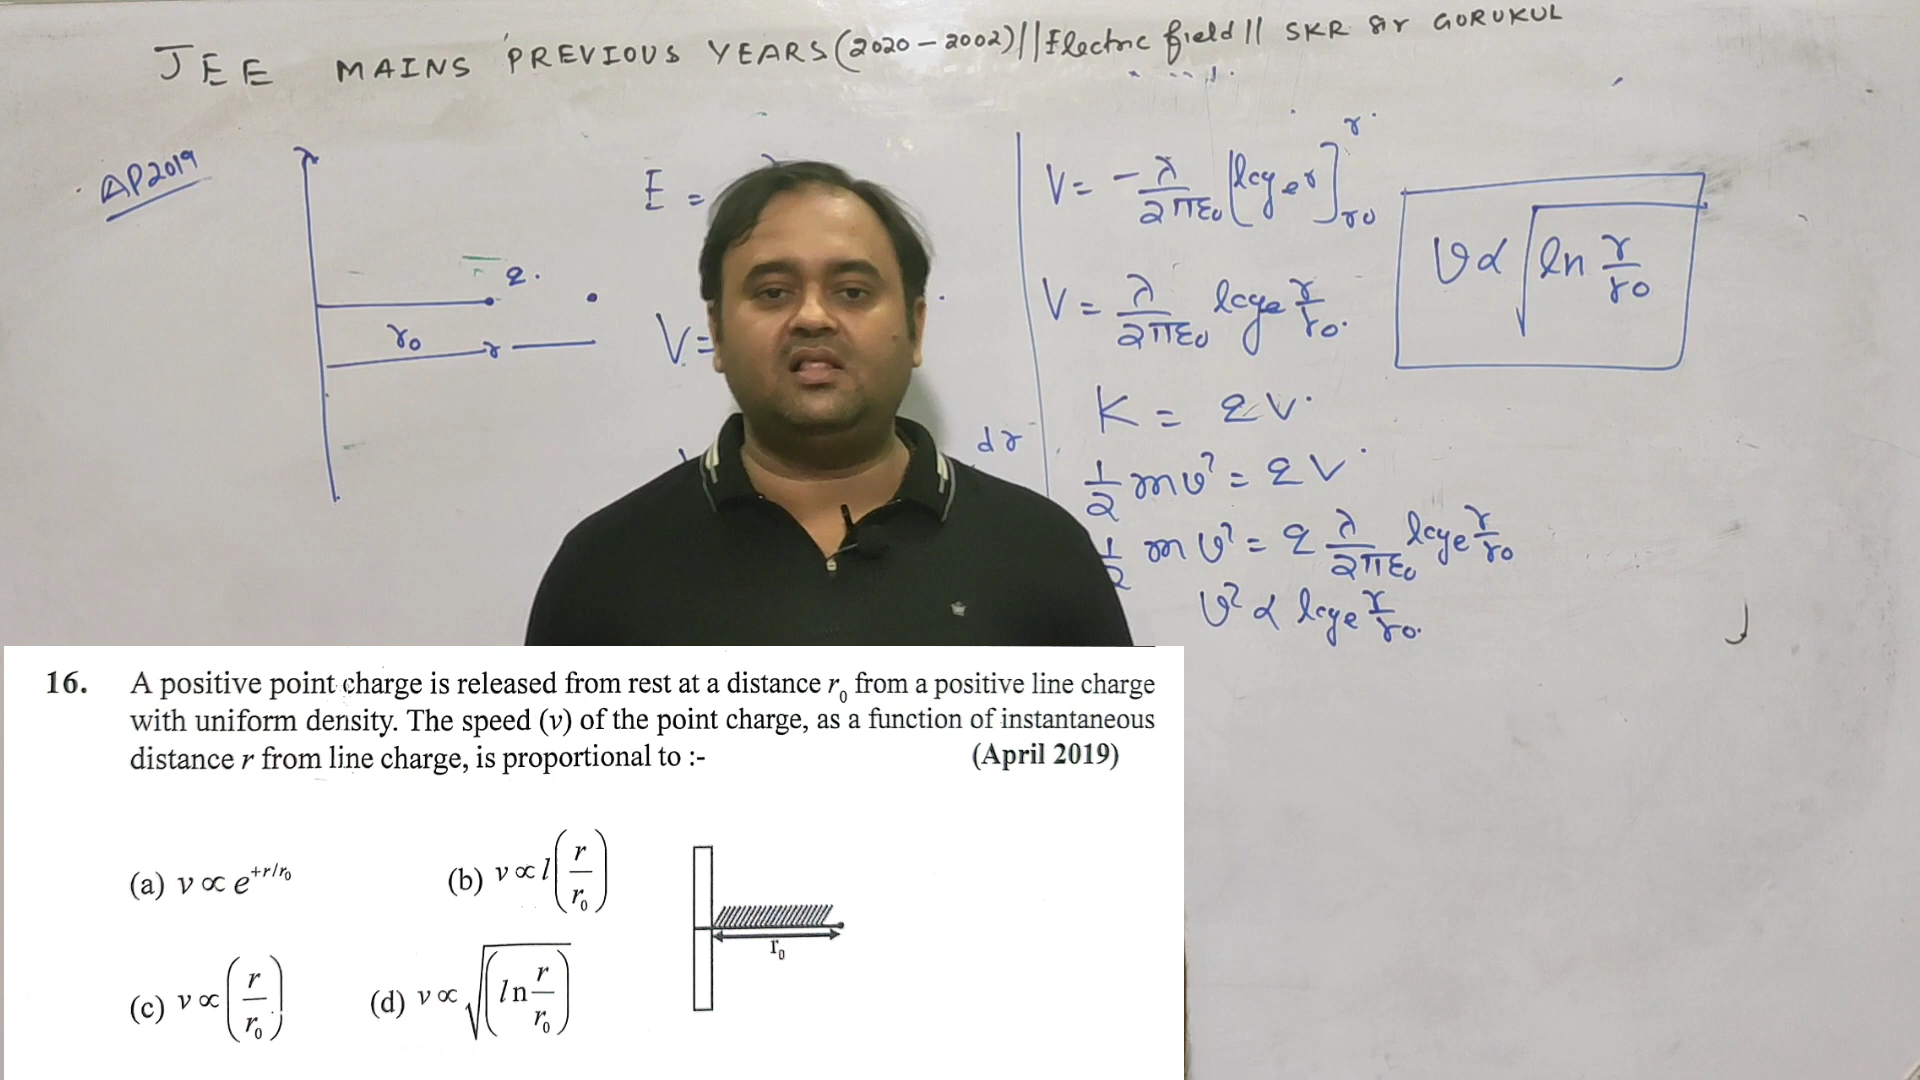 JEE MAINS PREVIOUS YEARS (2020 - 2002) || Electric field || SKR Sir GORUKUL
AP2019
λ
q.
r₀
r
E =
V=
dr
V = -λ/2πε₀ [logₑr]ʳr₀
V = λ/2πε₀ logₑ r/r₀.
K = qV.
1/2 mv² = qV
1/2 mv² = q λ/2πε₀ logₑ r/r₀
v² ∝ logₑ r/r₀.
v ∝ √ln r/r₀
16. A positive point charge is released from rest at a distance r₀ from a positive line charge
with uniform density. The speed (v) of the point charge, as a function of instantaneous
distance r from line charge, is proportional to :- (April 2019)
(a) v ∝ e^(+r/r₀) (b) v ∝ l(r/r₀)
r₀
(c) v ∝ (r/r₀) (d) v ∝ √(ln r/r₀)